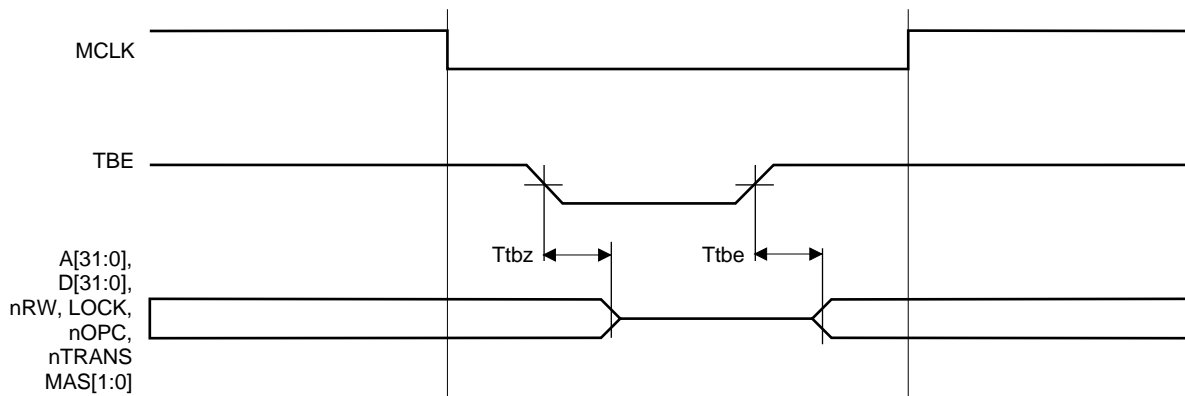 MCLK
TBE
Ttbz
Ttbe
A[31:0],
D[31:0],
nRW, LOCK,
nOPC,
nTRANS
MAS[1:0]